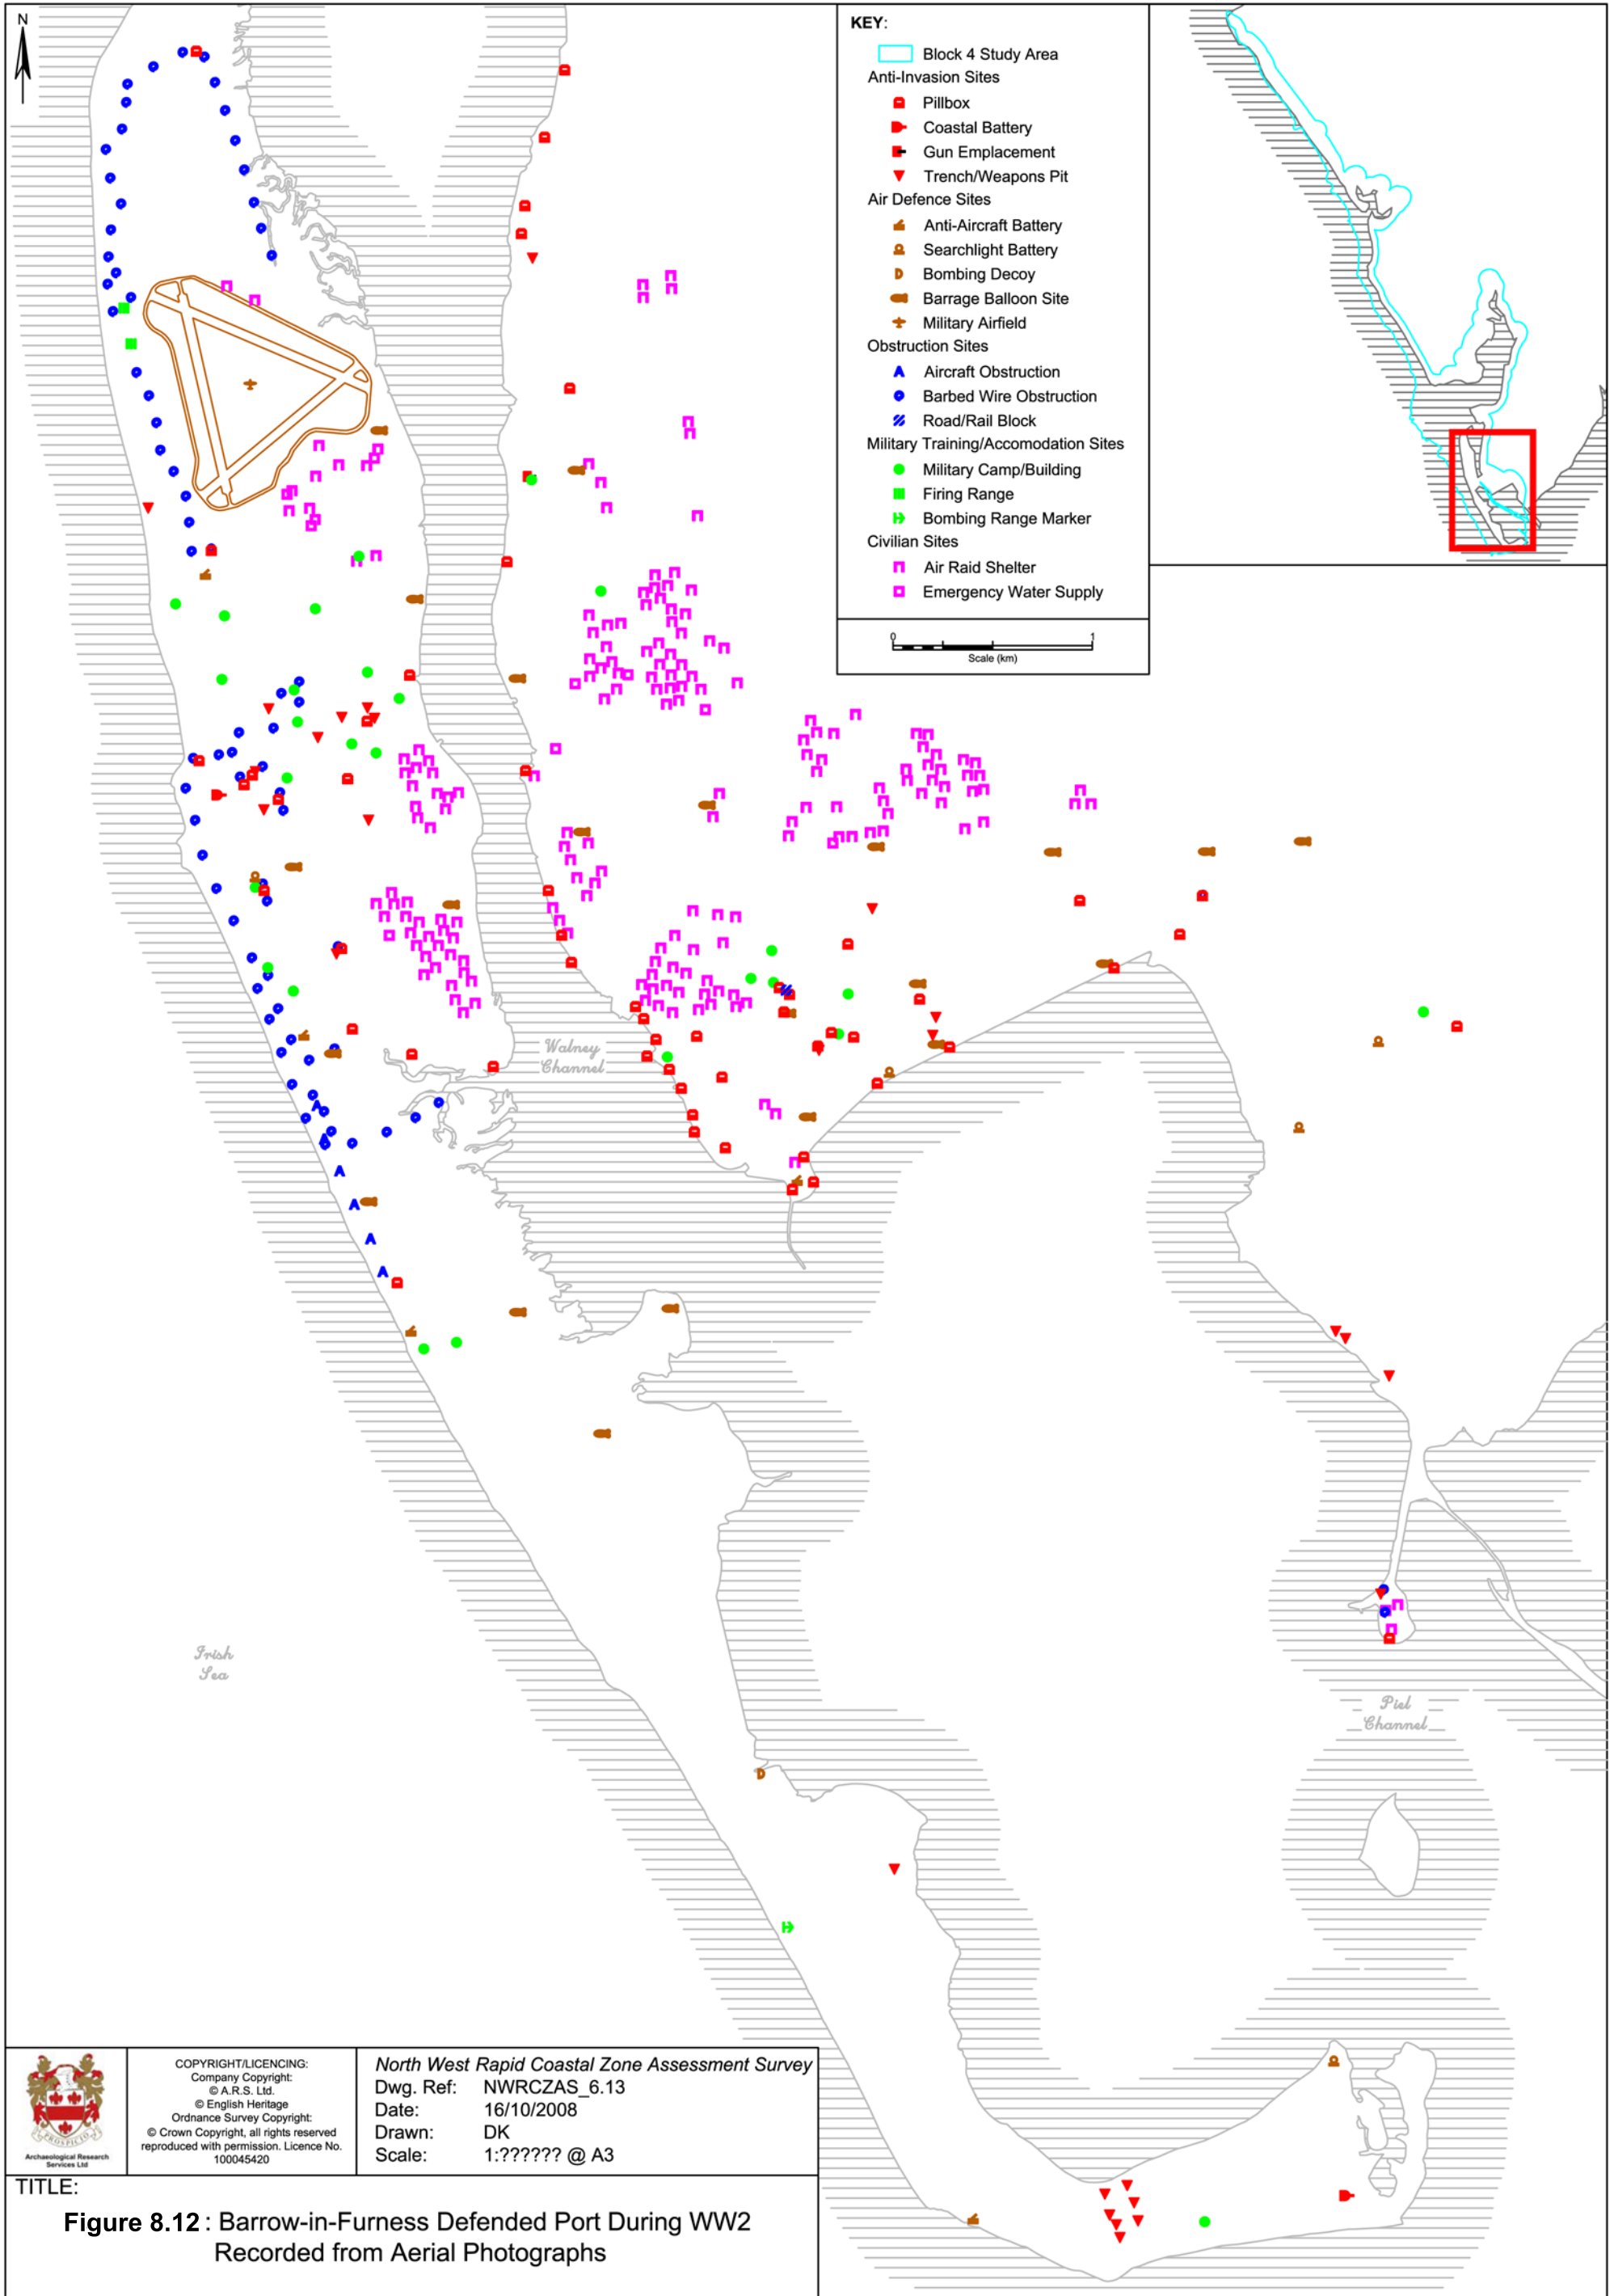 N
KEY:
Block 4 Study Area
Anti-Invasion Sites
Pillbox
Coastal Battery
Gun Emplacement
Trench/Weapons Pit
Air Defence Sites
Anti-Aircraft Battery
Searchlight Battery
Bombing Decoy
Barrage Balloon Site
Military Airfield
Obstruction Sites
Aircraft Obstruction
Barbed Wire Obstruction
Road/Rail Block
Military Training/Accomodation Sites
Military Camp/Building
Firing Range
Bombing Range Marker
Civilian Sites
Air Raid Shelter
Emergency Water Supply
0 1
Scale (km)
Walney
Channel
Irish
Sea
Piel
Channel
PROSPICIO
Archaeological Research
Services Ltd
COPYRIGHT/LICENCING:
Company Copyright:
© A.R.S. Ltd.
© English Heritage
Ordnance Survey Copyright:
© Crown Copyright, all rights reserved
reproduced with permission. Licence No.
100045420
North West Rapid Coastal Zone Assessment Survey
Dwg. Ref: NWRCZAS_6.13
Date: 16/10/2008
Drawn: DK
Scale: 1:?????? @ A3
TITLE:
Figure 8.12 : Barrow-in-Furness Defended Port During WW2
Recorded from Aerial Photographs